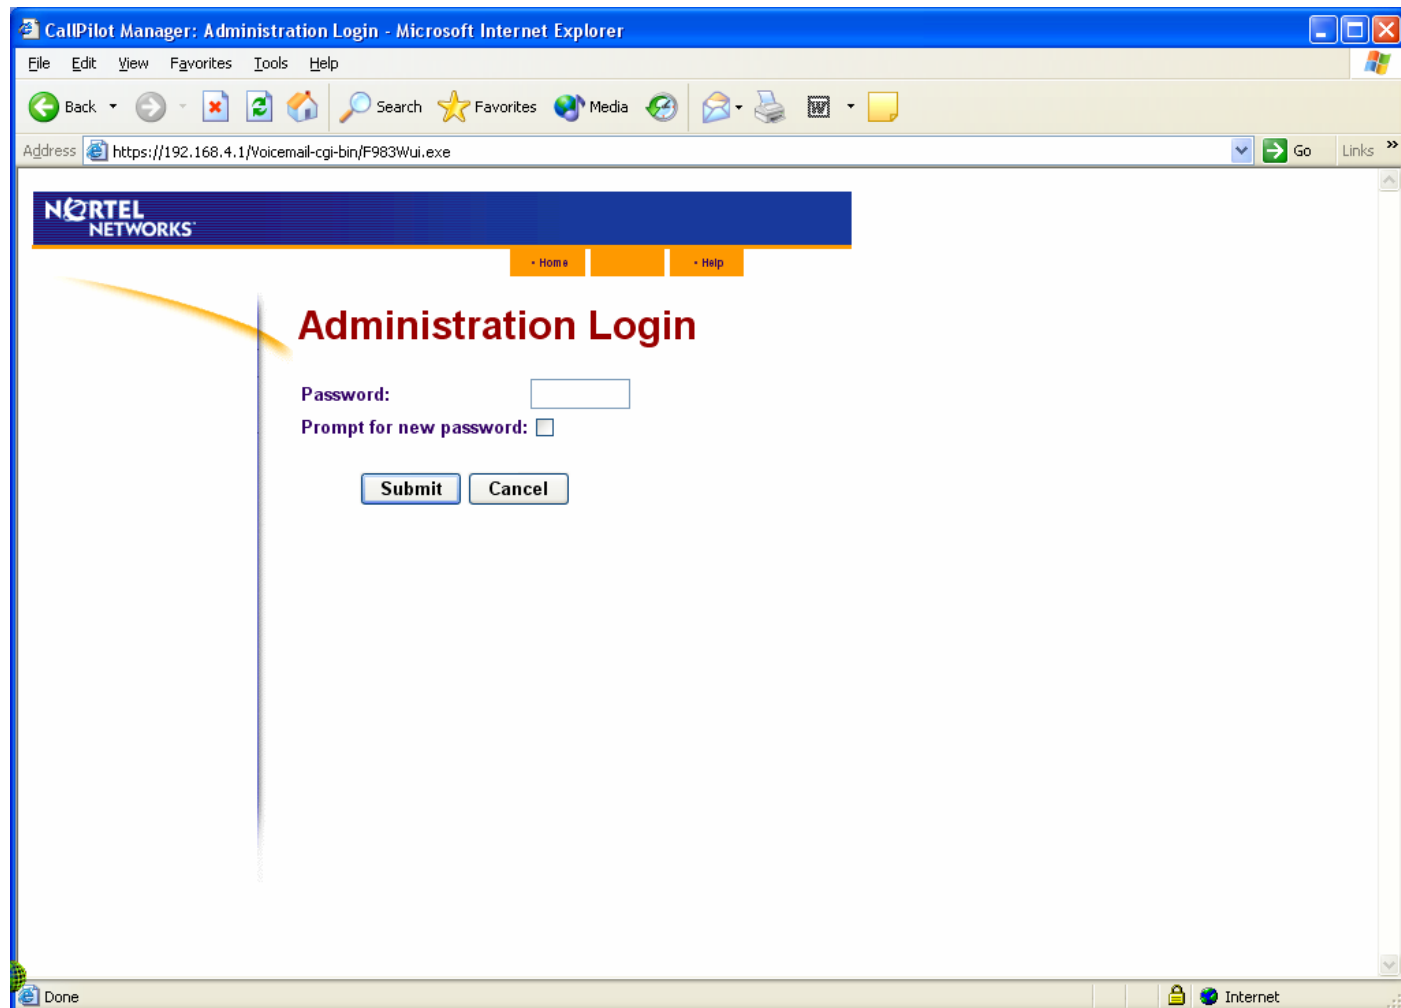 CallPilot Manager: Administration Login - Microsoft Internet Explorer
File Edit View Favorites Tools Help
Back Search Favorites Media
Address https://192.168.4.1/Voicemail-cgi-bin/F983Wui.exe Go Links »
NORTEL
NETWORKS
• Home • Help
Administration Login
Password:
Prompt for new password:
Submit Cancel
Done Internet